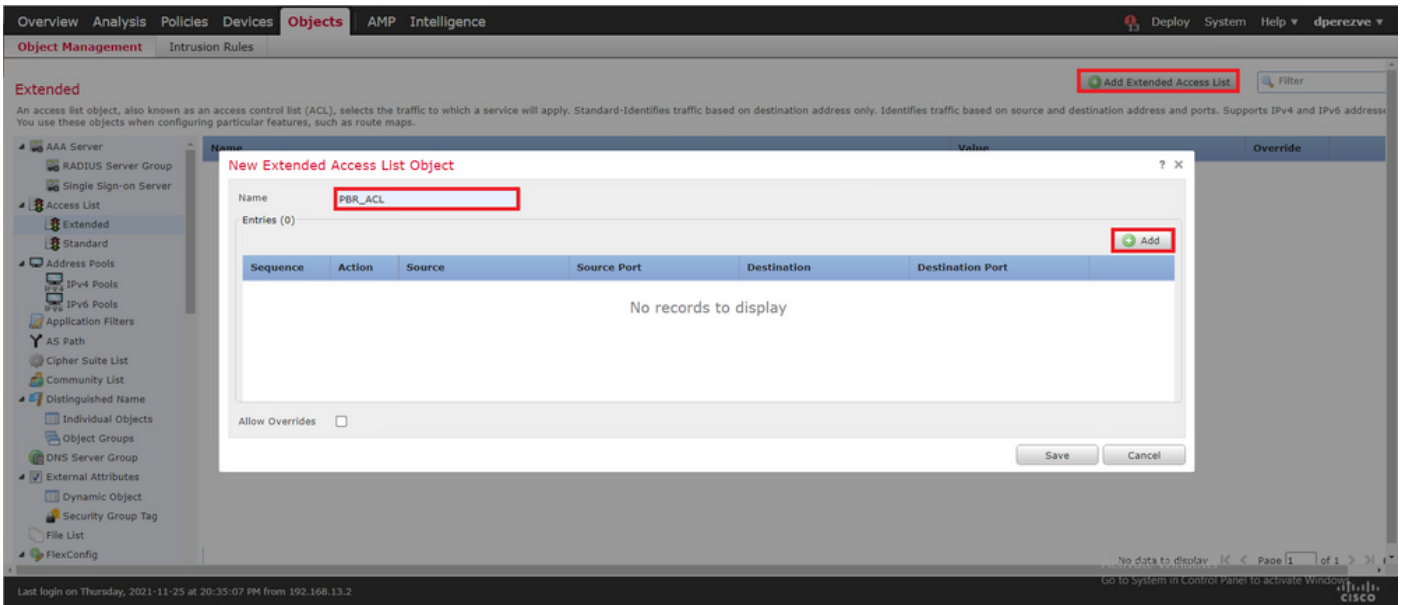 Overview Analysis Policies Devices Objects AMP Intelligence Deploy System Help dperezve
Object Management Intrusion Rules
Add Extended Access List Filter
Extended
An access list object, also known as an access control list (ACL), selects the traffic to which a service will apply. Standard-Identifies traffic based on destination address only. Identifies traffic based on source and destination address and ports. Supports IPv4 and IPv6 addresse
You use these objects when configuring particular features, such as route maps.
Name Value Override
AAA Server
RADIUS Server Group
Single Sign-on Server
Access List
Extended
Standard
Address Pools
IPv4 Pools
IPv6 Pools
Application Filters
AS Path
Cipher Suite List
Community List
Distinguished Name
Individual Objects
Object Groups
DNS Server Group
External Attributes
Dynamic Object
Security Group Tag
File List
FlexConfig
New Extended Access List Object ?
Name PBR_ACL
Entries (0)
Add
Sequence Action Source Source Port Destination Destination Port
No records to display
Allow Overrides
Save Cancel
No data to display Page 1 of 1
Activate Windows
Go to System in Control Panel to activate Windows.
Last login on Thursday, 2021-11-25 at 20:35:07 PM from 192.168.13.2
CISCO